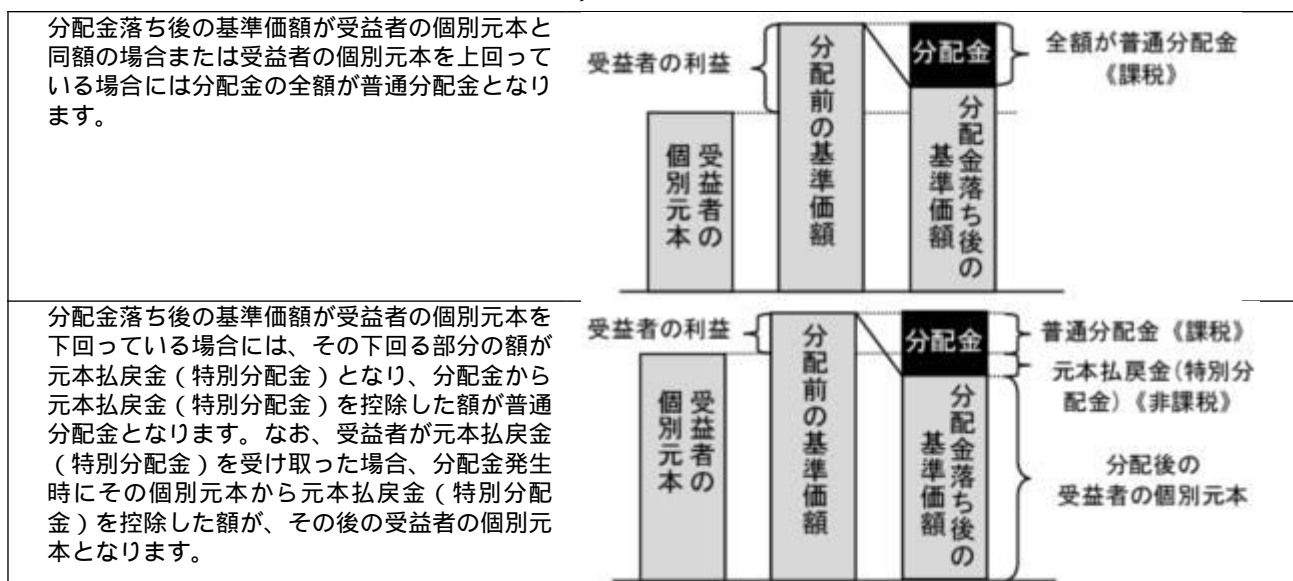 分配金落ち後の基準価額が受益者の個別元本と
同額の場合または受益者の個別元本を上回って
いる場合には分配金の全額が普通分配金となり
ます。
受益者の利益
受益者の
個別元本
分配前の基準価額
分配金
分配金落ち後の
基準価額
全額が普通分配金
《課税》
分配金落ち後の基準価額が受益者の個別元本を
下回っている場合には、その下回る部分の額が
元本払戻金(特別分配金)となり、分配金から
元本払戻金(特別分配金)を控除した額が普通
分配金となります。なお、受益者が元本払戻金
(特別分配金)を受け取った場合、分配金発生
時にその個別元本から元本払戻金(特別分配
金)を控除した額が、その後の受益者の個別元
本となります。
受益者の利益
受益者の
個別元本
分配前の基準価額
分配金
分配金落ち後の
基準価額
普通分配金《課税》
元本払戻金(特別分
配金)《非課税》
分配後の
受益者の個別元本